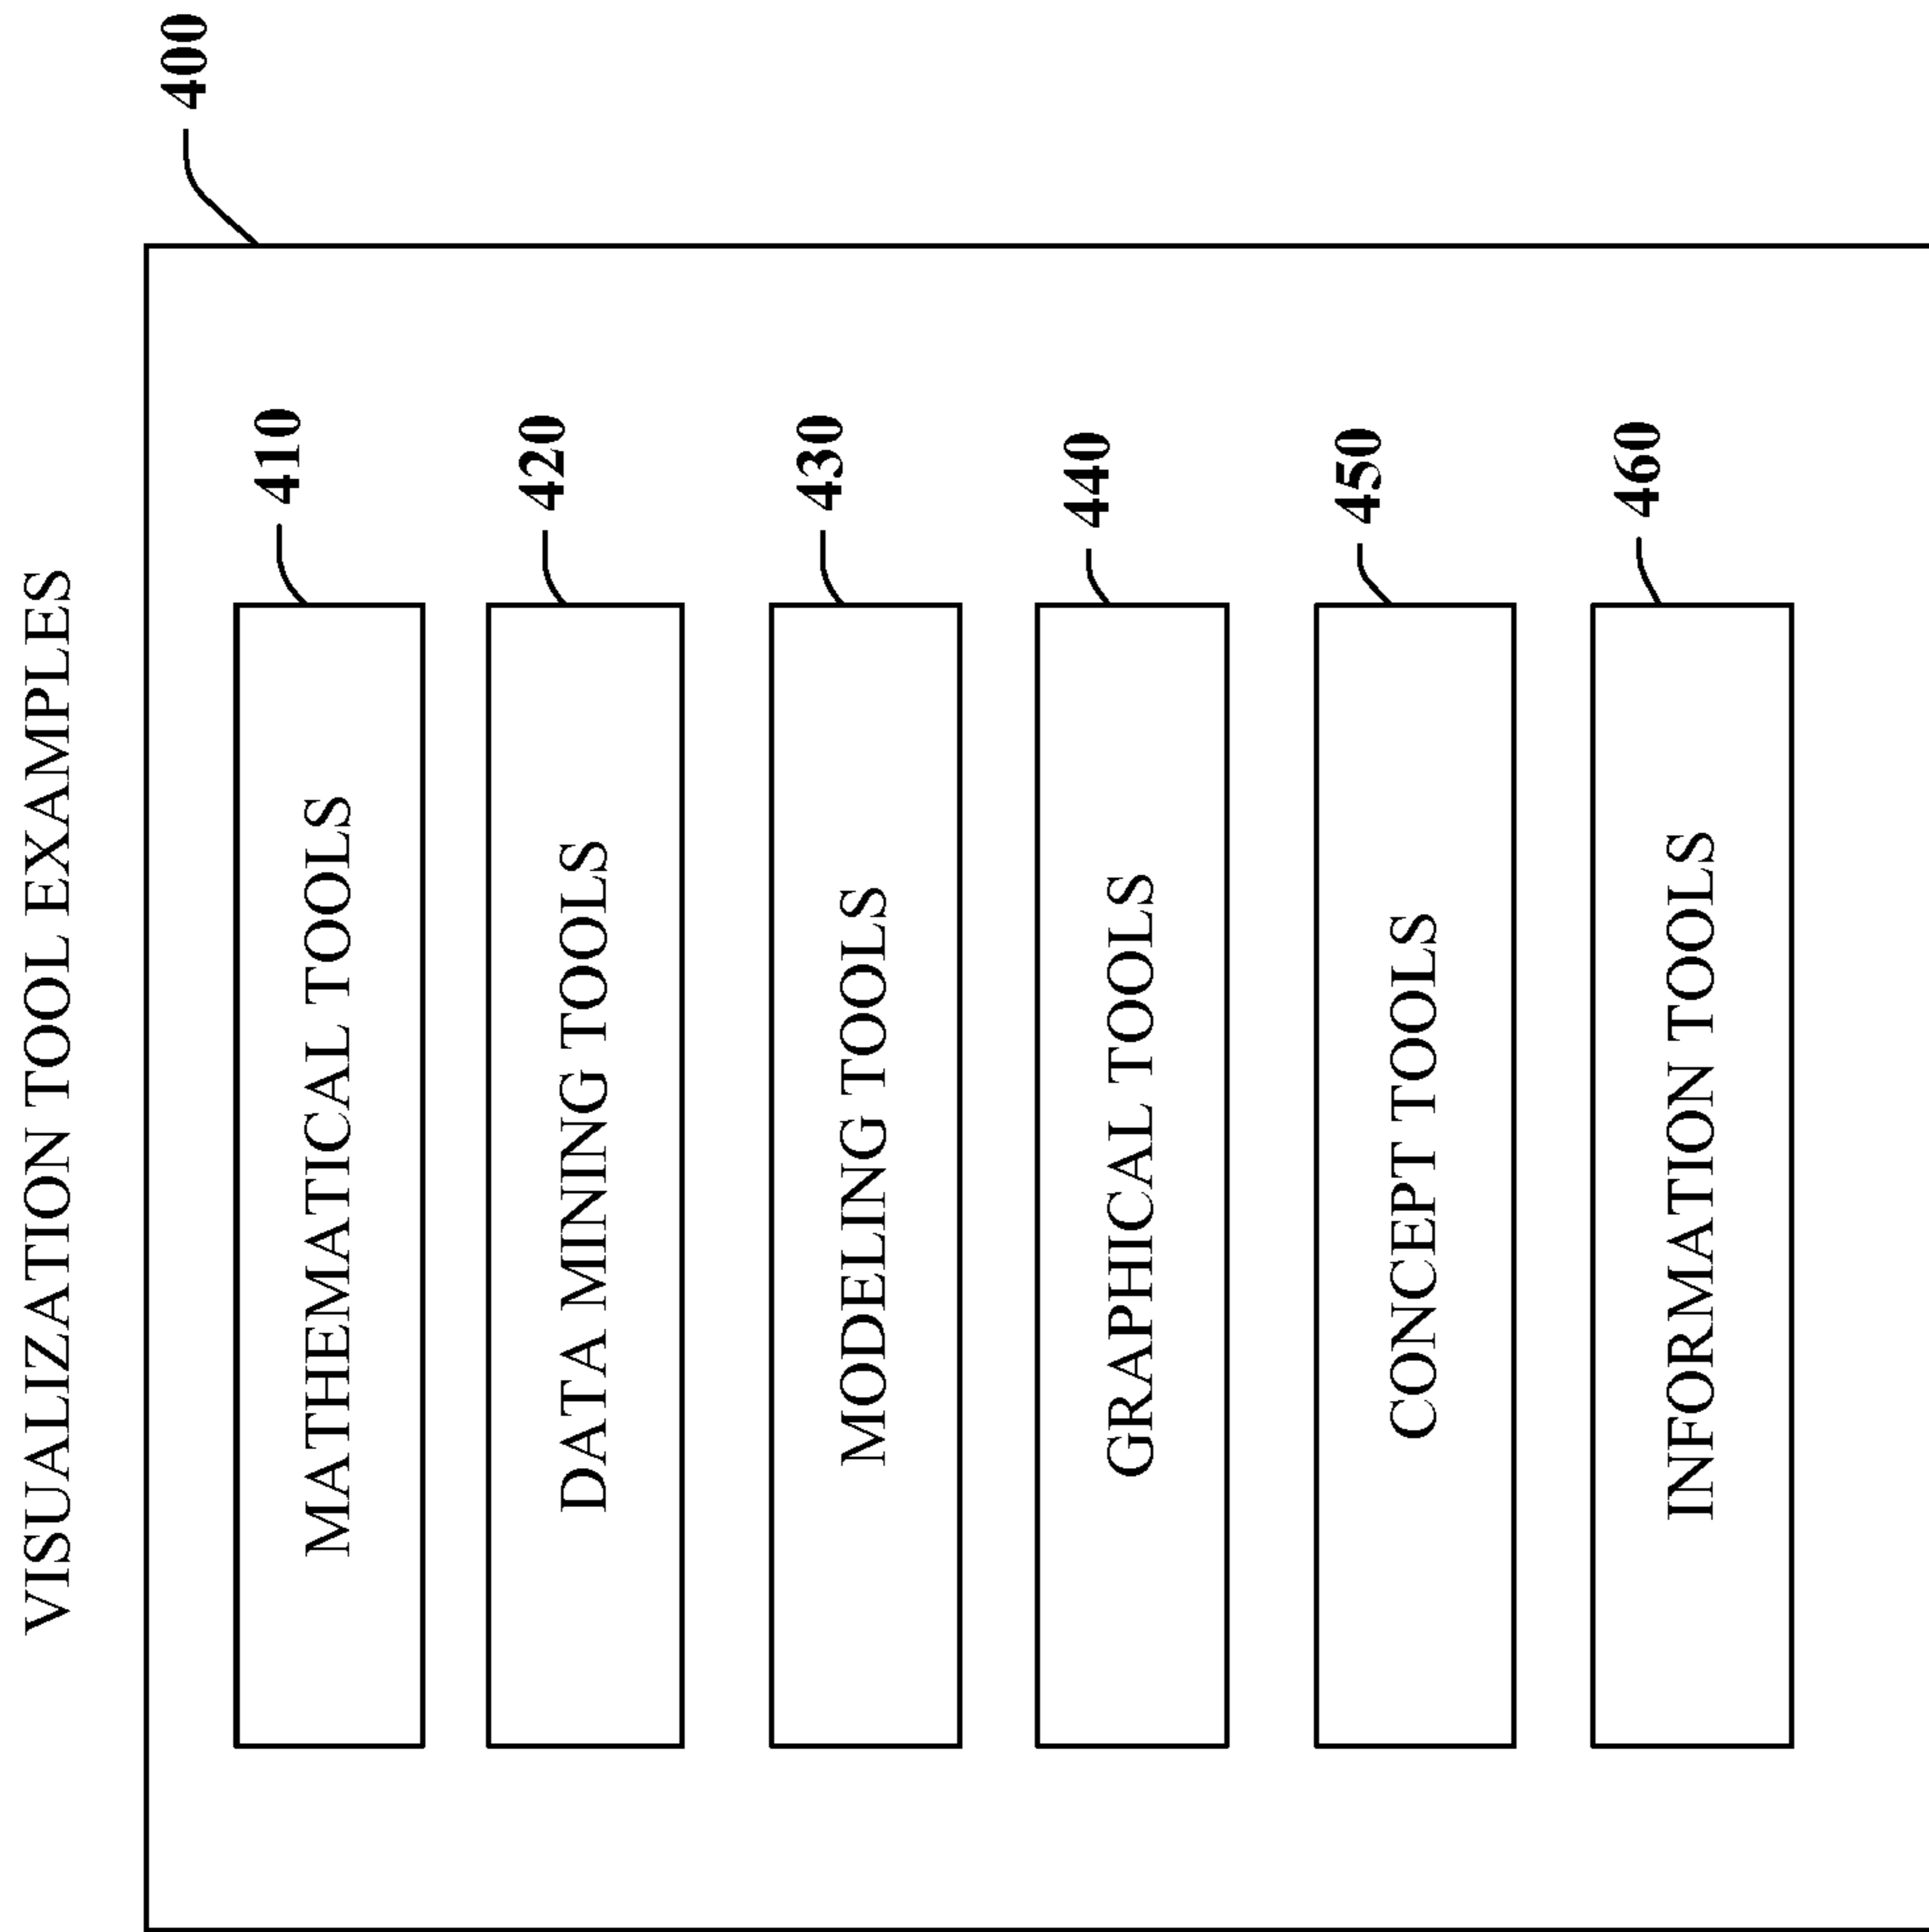 VISUALIZATION TOOL EXAMPLES
400
410
MATHEMATICAL TOOLS
420
DATA MINING TOOLS
430
MODELING TOOLS
440
GRAPHICAL TOOLS
450
CONCEPT TOOLS
460
INFORMATION TOOLS